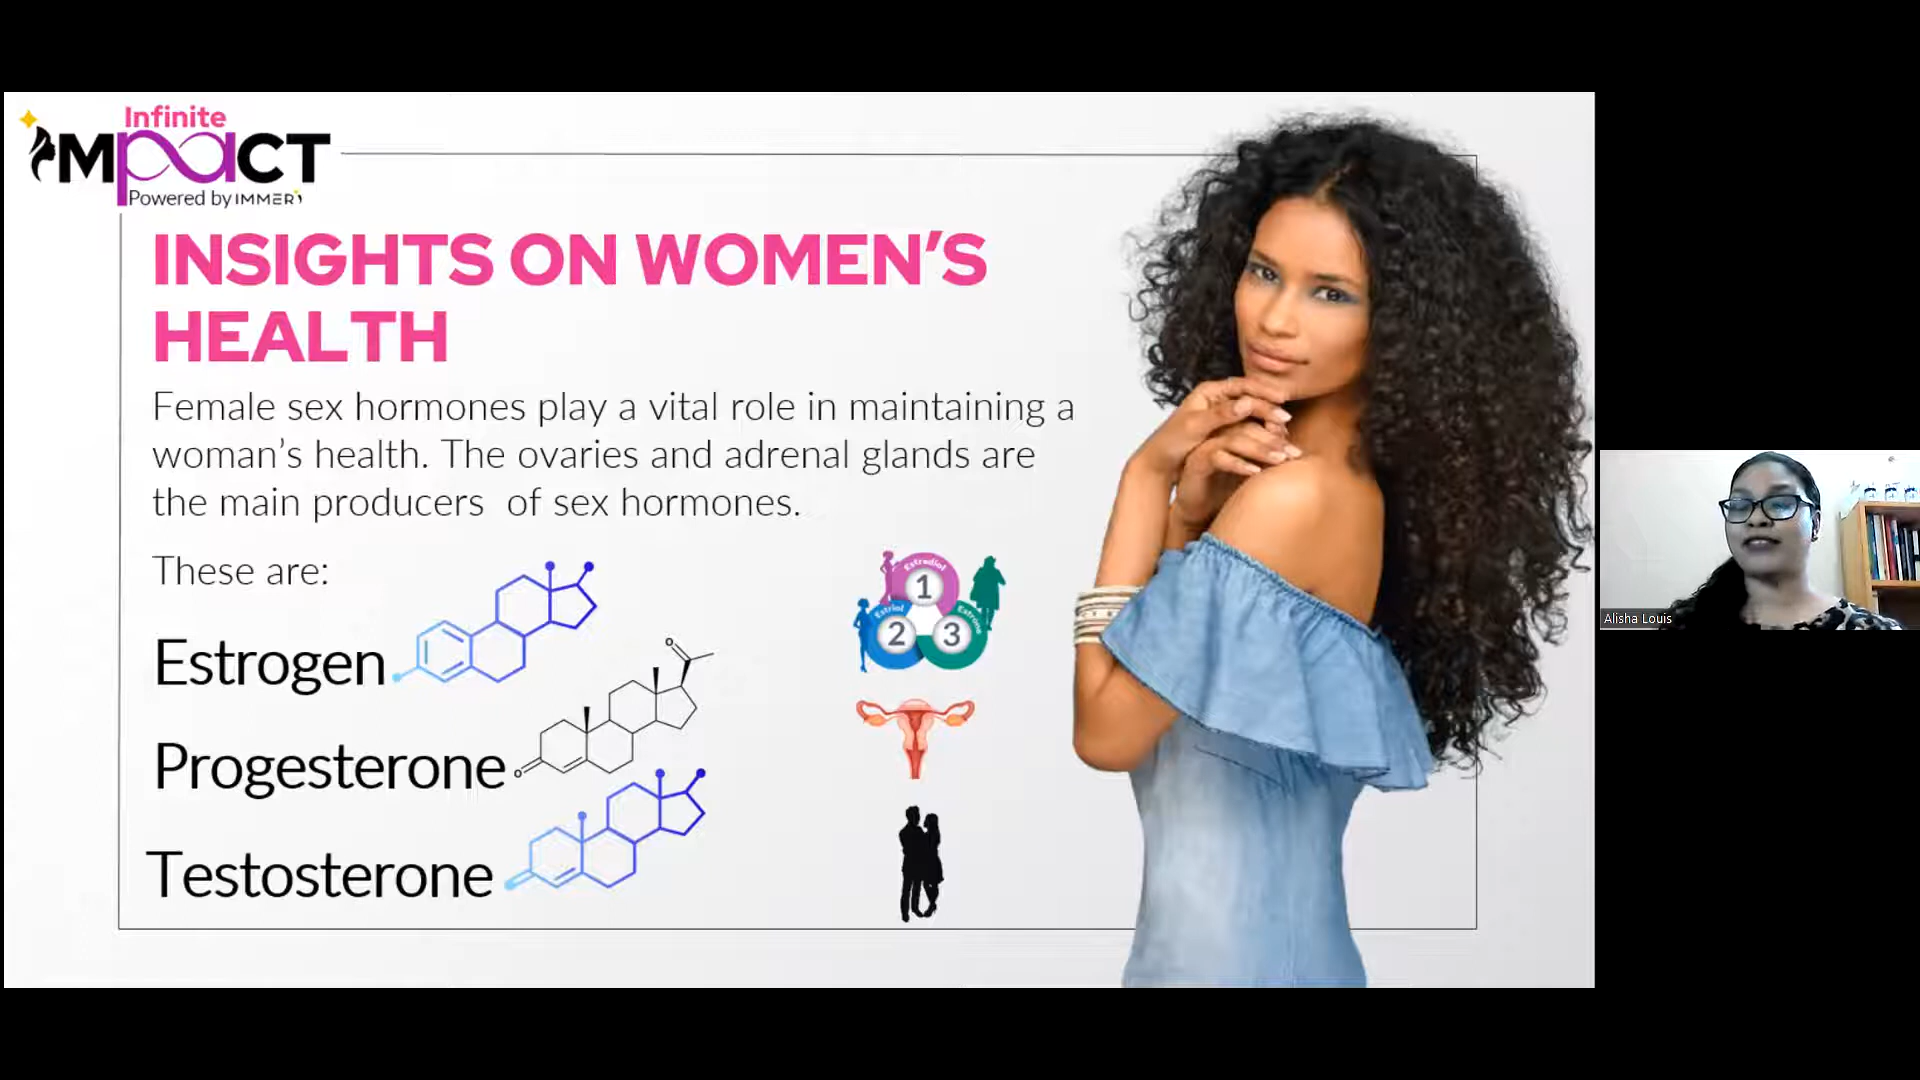 Infinite
iMPACT
Powered by IMMERI
INSIGHTS ON WOMEN'S
HEALTH
Female sex hormones play a vital role in maintaining a
woman's health. The ovaries and adrenal glands are
the main producers of sex hormones.
These are:
Estrogen
Progesterone
Testosterone
O
O
Estradiol
1
Estriol
2
Estrone
3
Alisha Louis